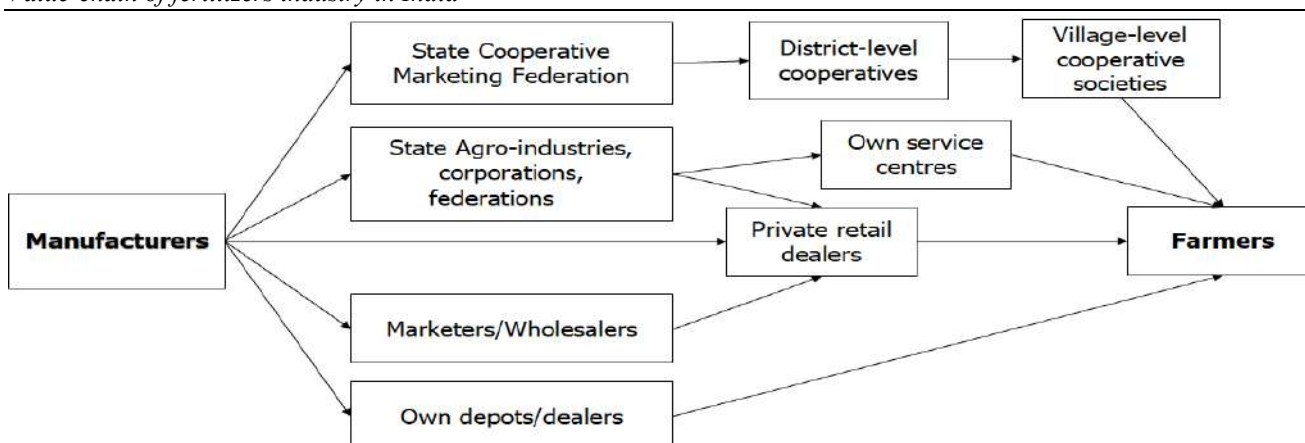 Value chain of fertilizers industry in India
State Cooperative
Marketing Federation
District-level
cooperatives
Village-level
cooperative
societies
State Agro-industries,
corporations,
federations
Own service
centres
Manufacturers
Private retail
dealers
Farmers
Marketers/Wholesalers
Own depots/dealers